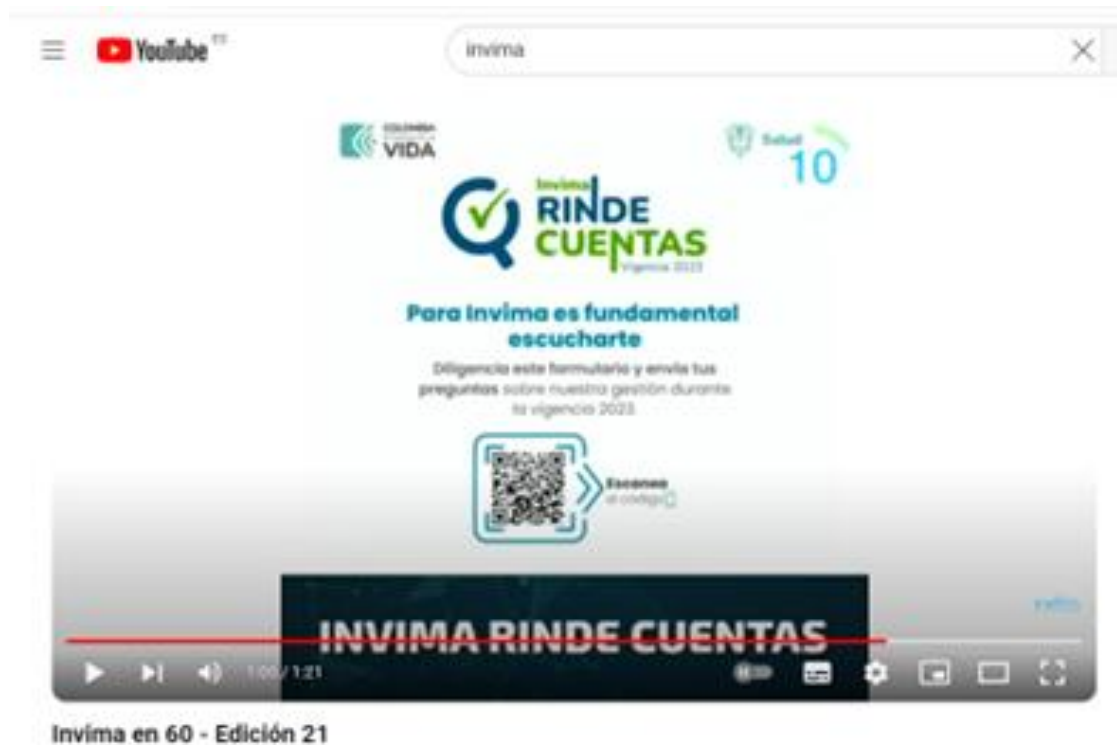 YouTube ES
invima
COLOMBIA
VIDA
Salud
10
Invima
RINDE
CUENTAS
Vigencia 2023
Para Invima es fundamental
escucharte
Diligencia este formulario y envía tus
preguntas sobre nuestra gestión durante
la vigencia 2023
Escanea
el código
INVIMA RINDE CUENTAS
1:06 / 1:21
Invima en 60 - Edición 21